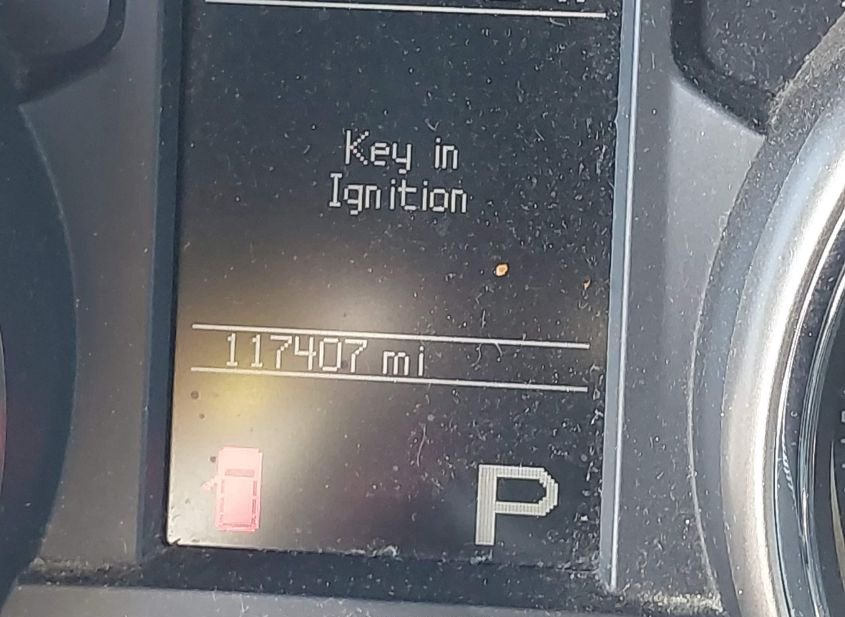 Key in
Ignition
117407 mi
P